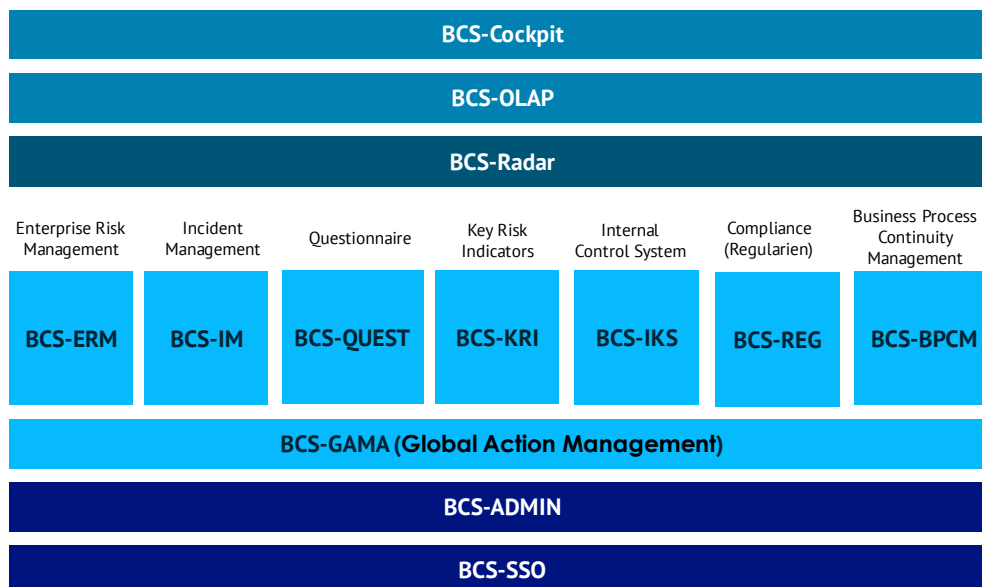 BCS-Cockpit
BCS-OLAP
BCS-Radar
Enterprise Risk
Management
Incident
Management
Questionnaire
Key Risk
Indicators
Internal
Control System
Compliance
(Regularien)
Business Process
Continuity
Management
BCS-ERM
BCS-IM
BCS-QUEST
BCS-KRI
BCS-IKS
BCS-REG
BCS-BPCM
BCS-GAMA (Global Action Management)
BCS-ADMIN
BCS-SSO